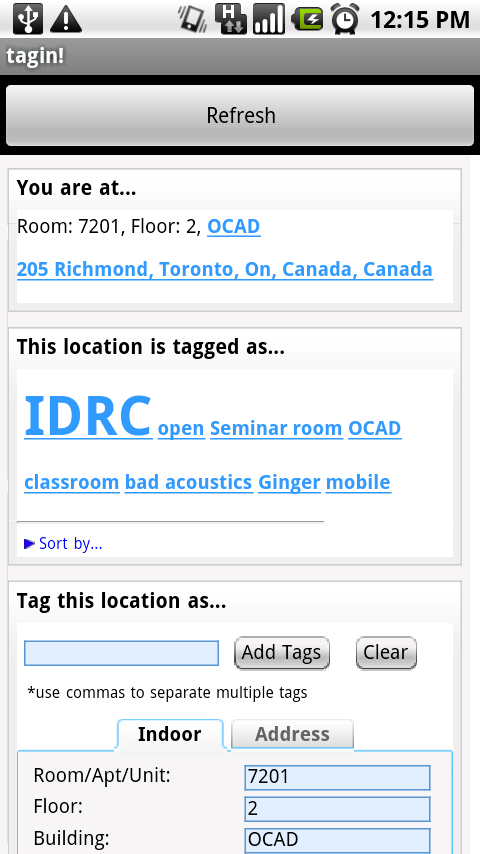 H 12:15 PM
tagin!
Refresh
You are at...
Room: 7201, Floor: 2, OCAD
205 Richmond, Toronto, On, Canada, Canada
This location is tagged as...
IDRC open Seminar room OCAD
classroom bad acoustics Ginger mobile
Sort by...
Tag this location as...
Add Tags Clear
*use commas to separate multiple tags
Indoor Address
Room/Apt/Unit: 7201
Floor: 2
Building: OCAD